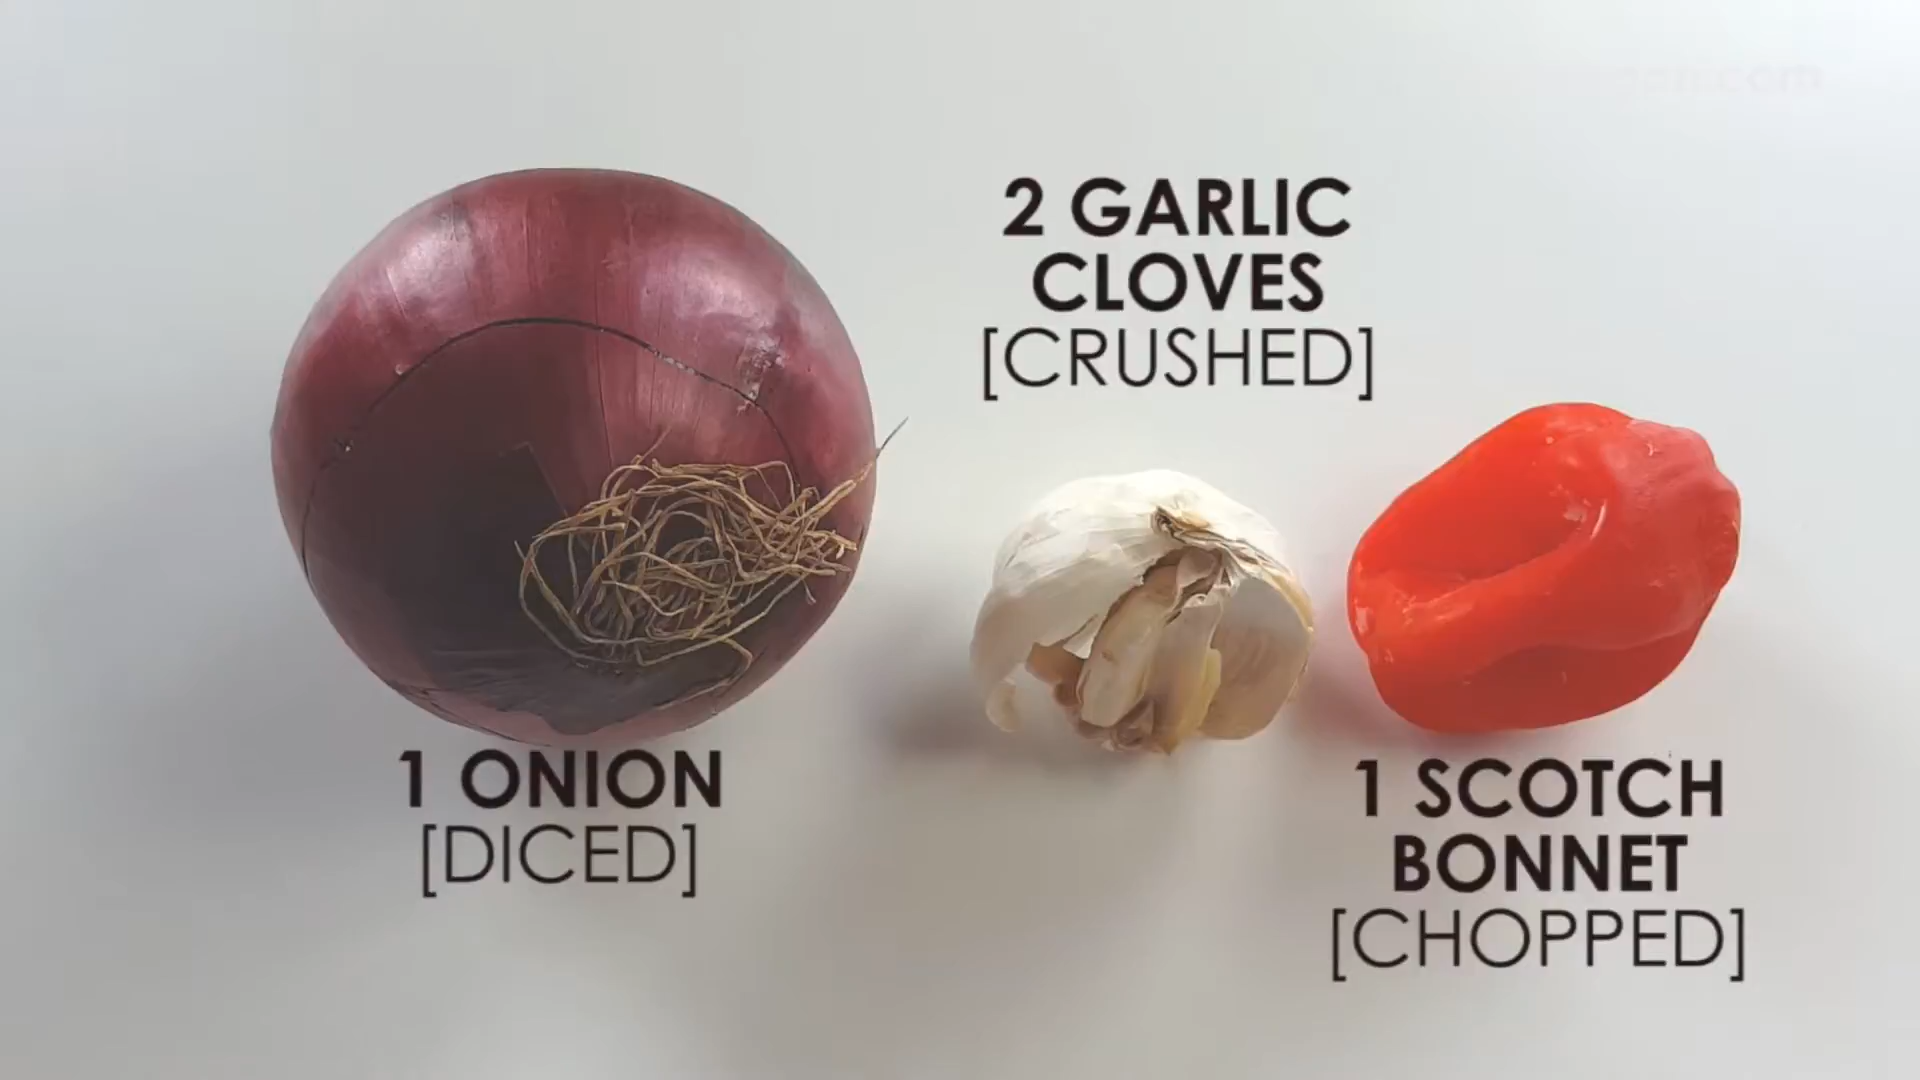 2 GARLIC
CLOVES
[CRUSHED]
1 ONION
[DICED]
1 SCOTCH
BONNET
[CHOPPED]